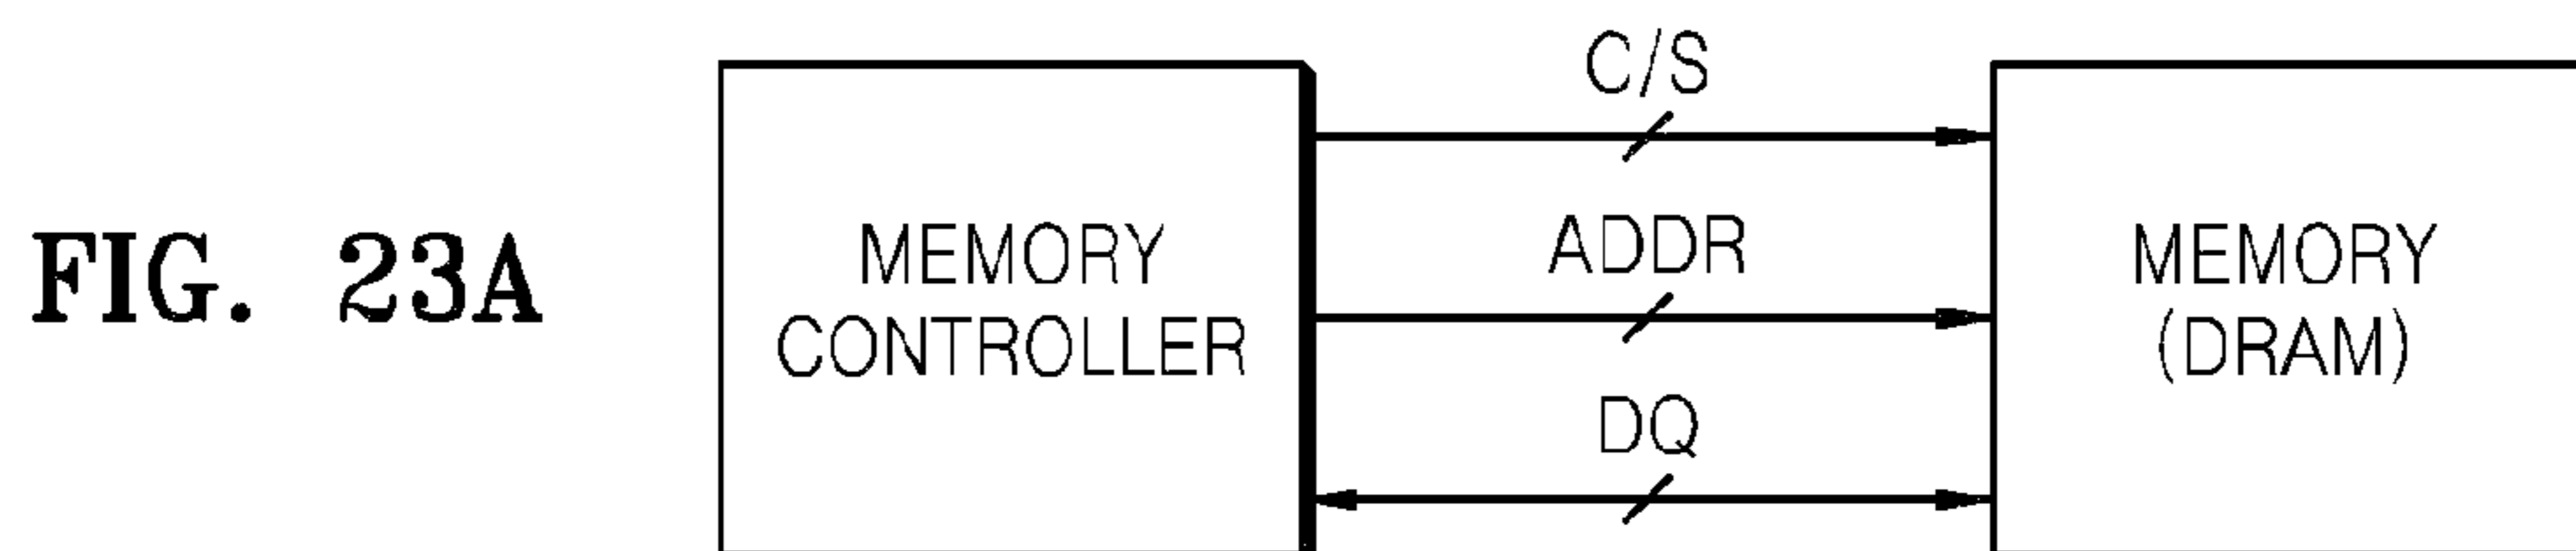 FIG. 23A
MEMORY
CONTROLLER
C/S
ADDR
DQ
MEMORY
(DRAM)